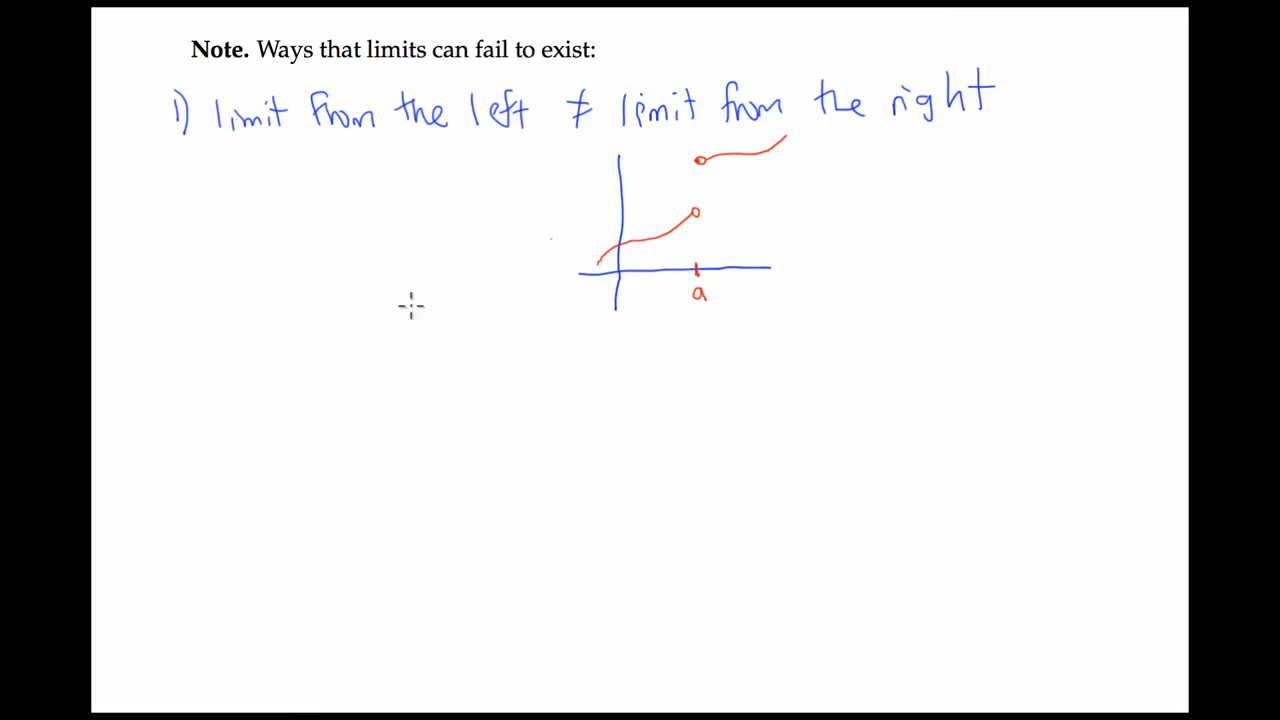 Note. Ways that limits can fail to exist:
1) limit from the left ≠ limit from the right
a